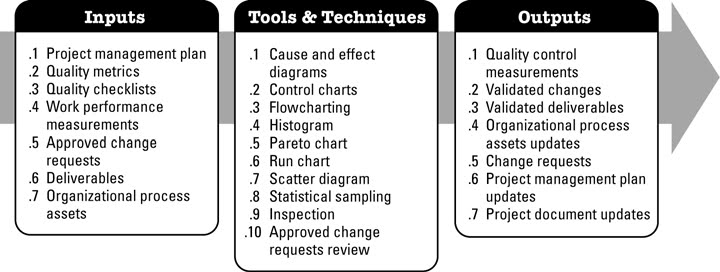 Inputs
.1 Project management plan
.2 Quality metrics
.3 Quality checklists
.4 Work performance
measurements
.5 Approved change
requests
.6 Deliverables
.7 Organizational process
assets
Tools & Techniques
.1 Cause and effect
diagrams
.2 Control charts
.3 Flowcharting
.4 Histogram
.5 Pareto chart
.6 Run chart
.7 Scatter diagram
.8 Statistical sampling
.9 Inspection
.10 Approved change
requests review
Outputs
.1 Quality control
measurements
.2 Validated changes
.3 Validated deliverables
.4 Organizational process
assets updates
.5 Change requests
.6 Project management plan
updates
.7 Project document updates